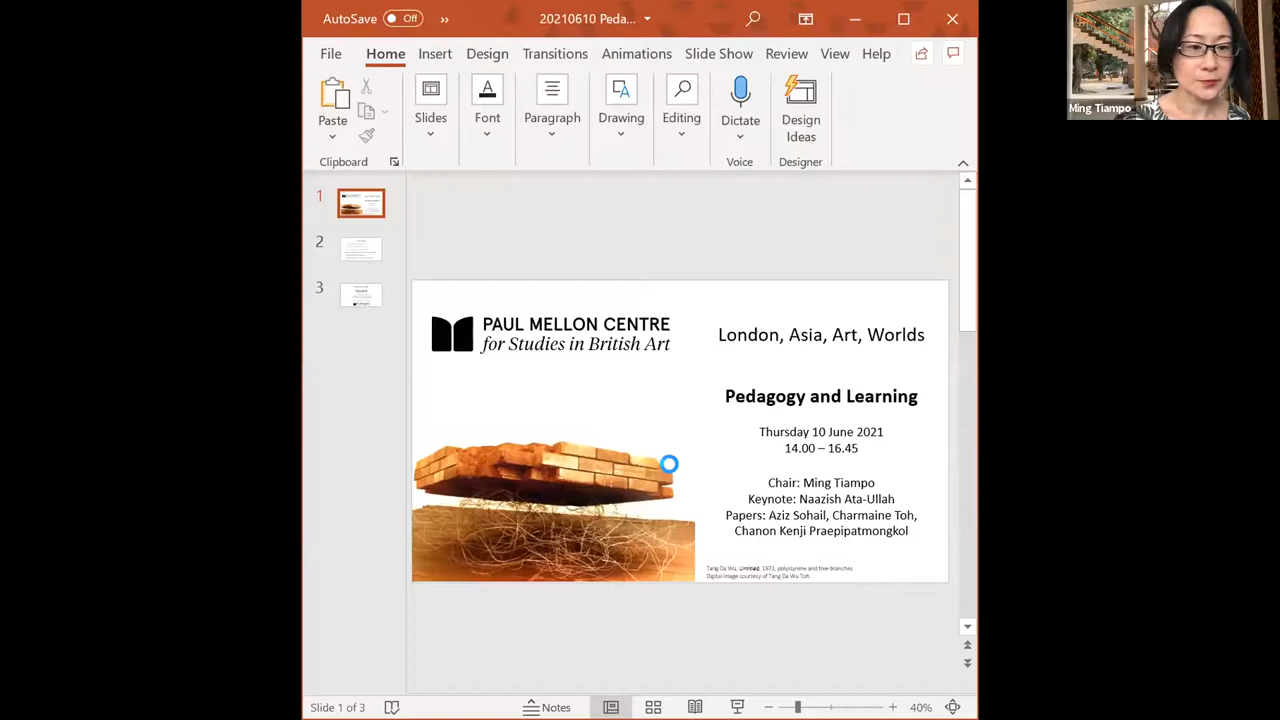 AutoSave Off 20210610 Peda...
Ming Tiampo
File Home Insert Design Transitions Animations Slide Show Review View Help
Paste Slides Font Paragraph Drawing Editing Dictate Design Ideas
Clipboard Voice Designer
1
2
3
PAUL MELLON CENTRE
for Studies in British Art
London, Asia, Art, Worlds
Pedagogy and Learning
Thursday 10 June 2021
14.00 – 16.45
Chair: Ming Tiampo
Keynote: Naazish Ata-Ullah
Papers: Aziz Sohail, Charmaine Toh,
Chanon Kenji Praepipatmongkol
Tang Da Wu, Untitled, 1972, polystyrene and tree branches
Digital image courtesy of Tang Da Wu Toh
Slide 1 of 3 Notes 40%